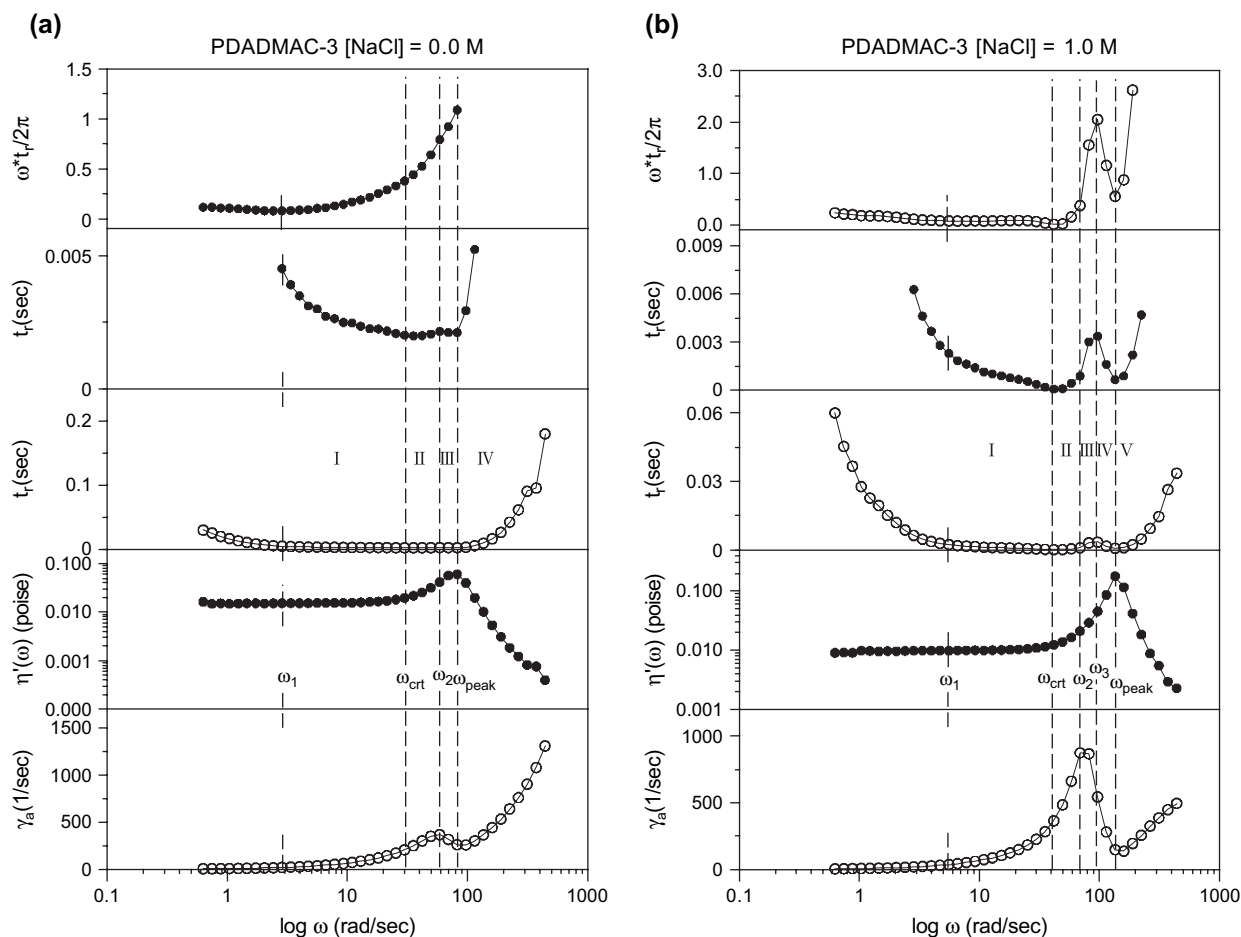 (a)
PDADMAC-3 [NaCl] = 0.0 M
1.5
1
0.5
0
ω*tᵣ/2π
0.005
0
tᵣ(sec)
0.2
0.1
0
tᵣ(sec)
I
II
III
IV
0.100
0.010
0.001
0.000
η'(ω) (poise)
ω₁
ω_crt
ω₂
ω_peak
1500
1000
500
0
γₐ(1/sec)
0.1
1
10
100
1000
log ω (rad/sec)
(b)
PDADMAC-3 [NaCl] = 1.0 M
3.0
2.0
1.0
0.0
ω*tᵣ/2π
0.009
0.006
0.003
0
tᵣ(sec)
0.06
0.03
0
tᵣ(sec)
I
II
III
IV
V
0.100
0.010
0.001
η'(ω) (poise)
ω₁
ω_crt
ω₂
ω₃
ω_peak
1000
500
0
γₐ(1/sec)
0.1
1
10
100
1000
log ω (rad/sec)